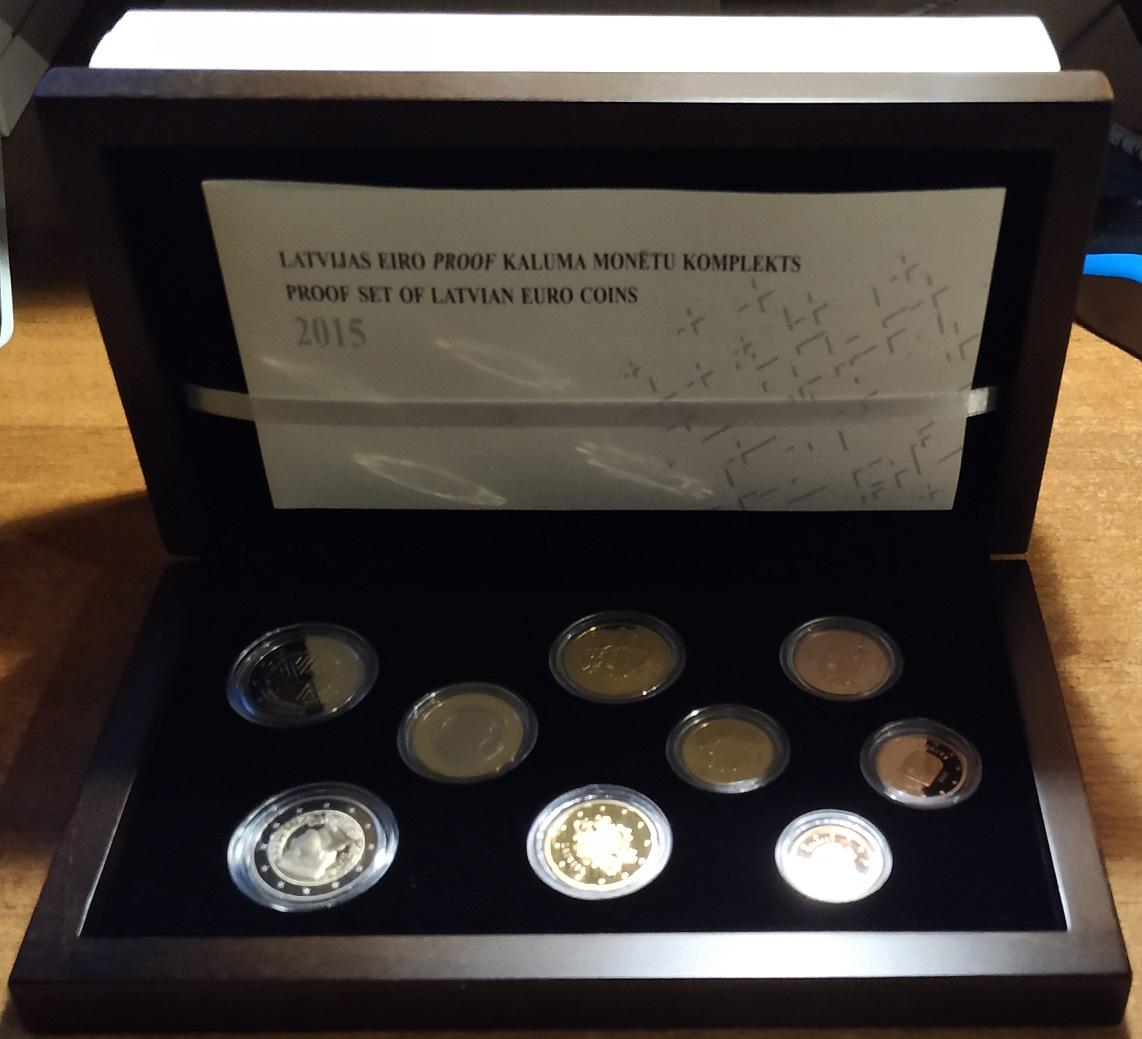 LATVIJAS EIRO PROOF KALUMA MONĒTU KOMPLEKTS
PROOF SET OF LATVIAN EURO COINS
2015